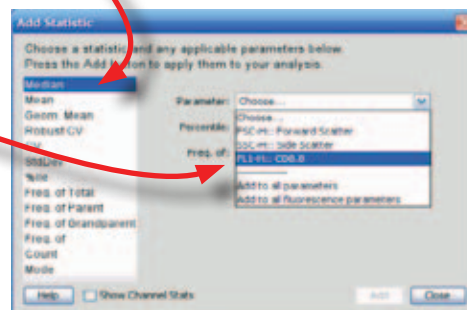 Add Statistic
Choose a statistic and any applicable parameters below.
Press the Add button to apply them to your analysis.
Median
Mean
Geom. Mean
Robust CV
CV
StdDev
%ile
Freq. of Total
Freq. of Parent
Freq. of Grandparent
Freq. of
Count
Mode
Parameter: Choose...
Percentile:
Freq. of:
Choose...
FSC-H:: Forward Scatter
SSC-H:: Side Scatter
FL1-H:: CD8.B
----------
Add to all parameters
Add to all fluorescence parameters
Help
Show Channel Stats
Add
Close